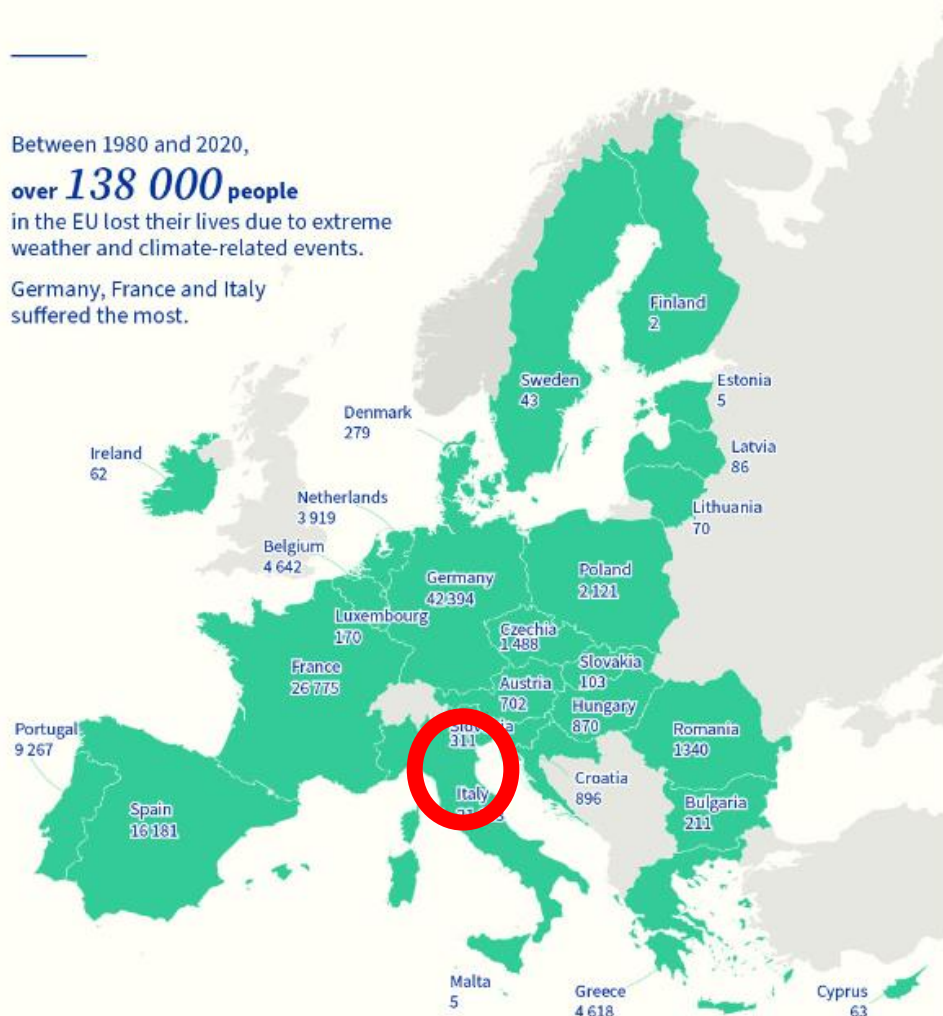 Between 1980 and 2020,
over 138 000 people
in the EU lost their lives due to extreme
weather and climate-related events.
Germany, France and Italy
suffered the most.
Finland
2
Sweden
43
Estonia
5
Denmark
279
Latvia
86
Ireland
62
Netherlands
3 919
Lithuania
70
Belgium
4 642
Germany
42 394
Poland
2 121
Luxembourg
170
Czechia
1 488
France
26 775
Slovakia
103
Austria
702
Hungary
870
Portugal
9 267
311
Romania
1340
Croatia
896
Italy
Spain
16 181
Bulgaria
211
Malta
5
Greece
4 618
Cyprus
63